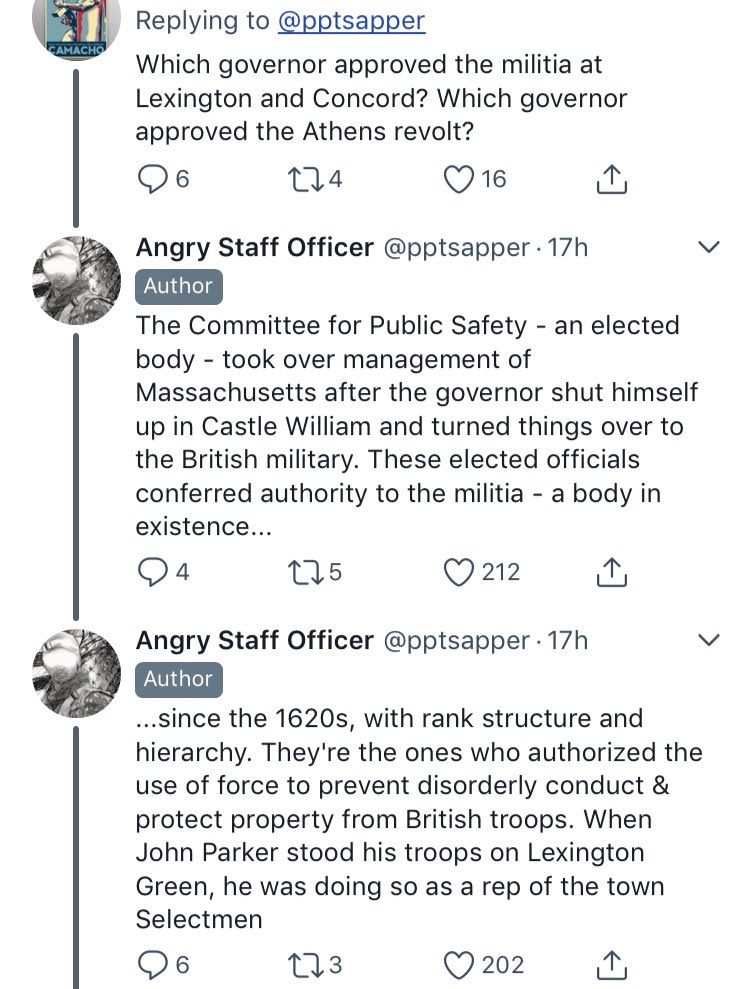 CAMACHO
Replying to @pptsapper
Which governor approved the militia at
Lexington and Concord? Which governor
approved the Athens revolt?
6 4 16
Angry Staff Officer @pptsapper · 17h
Author
The Committee for Public Safety - an elected
body - took over management of
Massachusetts after the governor shut himself
up in Castle William and turned things over to
the British military. These elected officials
conferred authority to the militia - a body in
existence...
4 5 212
Angry Staff Officer @pptsapper · 17h
Author
...since the 1620s, with rank structure and
hierarchy. They're the ones who authorized the
use of force to prevent disorderly conduct &
protect property from British troops. When
John Parker stood his troops on Lexington
Green, he was doing so as a rep of the town
Selectmen
6 3 202